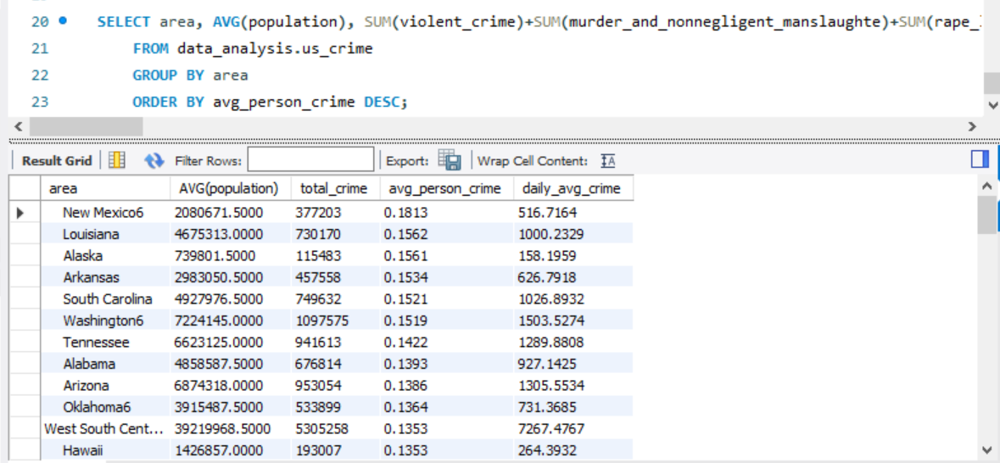 20 SELECT area, AVG(population), SUM(violent_crime)+SUM(murder_and_nonnegligent_manslaughte)+SUM(rape_
21 FROM data_analysis.us_crime
22 GROUP BY area
23 ORDER BY avg_person_crime DESC;
Result Grid Filter Rows: Export: Wrap Cell Content: IA
area AVG(population) total_crime avg_person_crime daily_avg_crime
New Mexico6 2080671.5000 377203 0.1813 516.7164
Louisiana 4675313.0000 730170 0.1562 1000.2329
Alaska 739801.5000 115483 0.1561 158.1959
Arkansas 2983050.5000 457558 0.1534 626.7918
South Carolina 4927976.5000 749632 0.1521 1026.8932
Washington6 7224145.0000 1097575 0.1519 1503.5274
Tennessee 6623125.0000 941613 0.1422 1289.8808
Alabama 4858587.5000 676814 0.1393 927.1425
Arizona 6874318.0000 953054 0.1386 1305.5534
Oklahoma6 3915487.5000 533899 0.1364 731.3685
West South Cent... 39219968.5000 5305258 0.1353 7267.4767
Hawaii 1426857.0000 193007 0.1353 264.3932